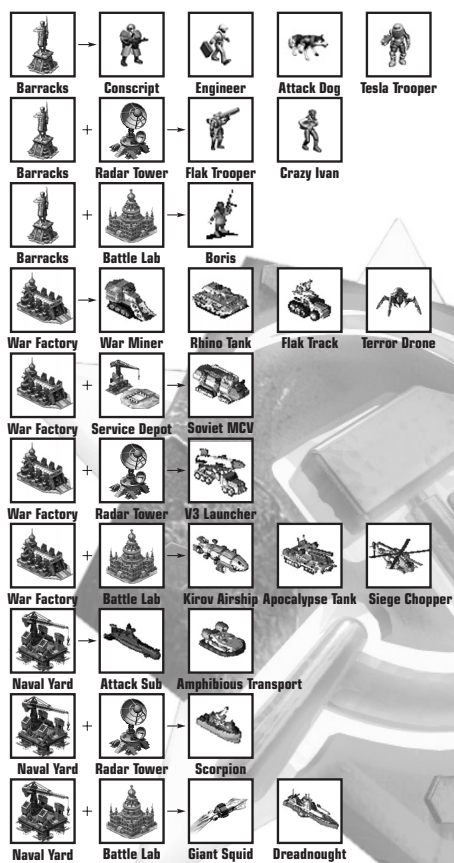 Barracks Conscript Engineer Attack Dog Tesla Trooper
Barracks Radar Tower Flak Trooper Crazy Ivan
Barracks Battle Lab Boris
War Factory War Miner Rhino Tank Flak Track Terror Drone
War Factory Service Depot Soviet MCV
War Factory Radar Tower V3 Launcher
War Factory Battle Lab Kirov Airship Apocalypse Tank Siege Chopper
Naval Yard Attack Sub Amphibious Transport
Naval Yard Radar Tower Scorpion
Naval Yard Battle Lab Giant Squid Dreadnought